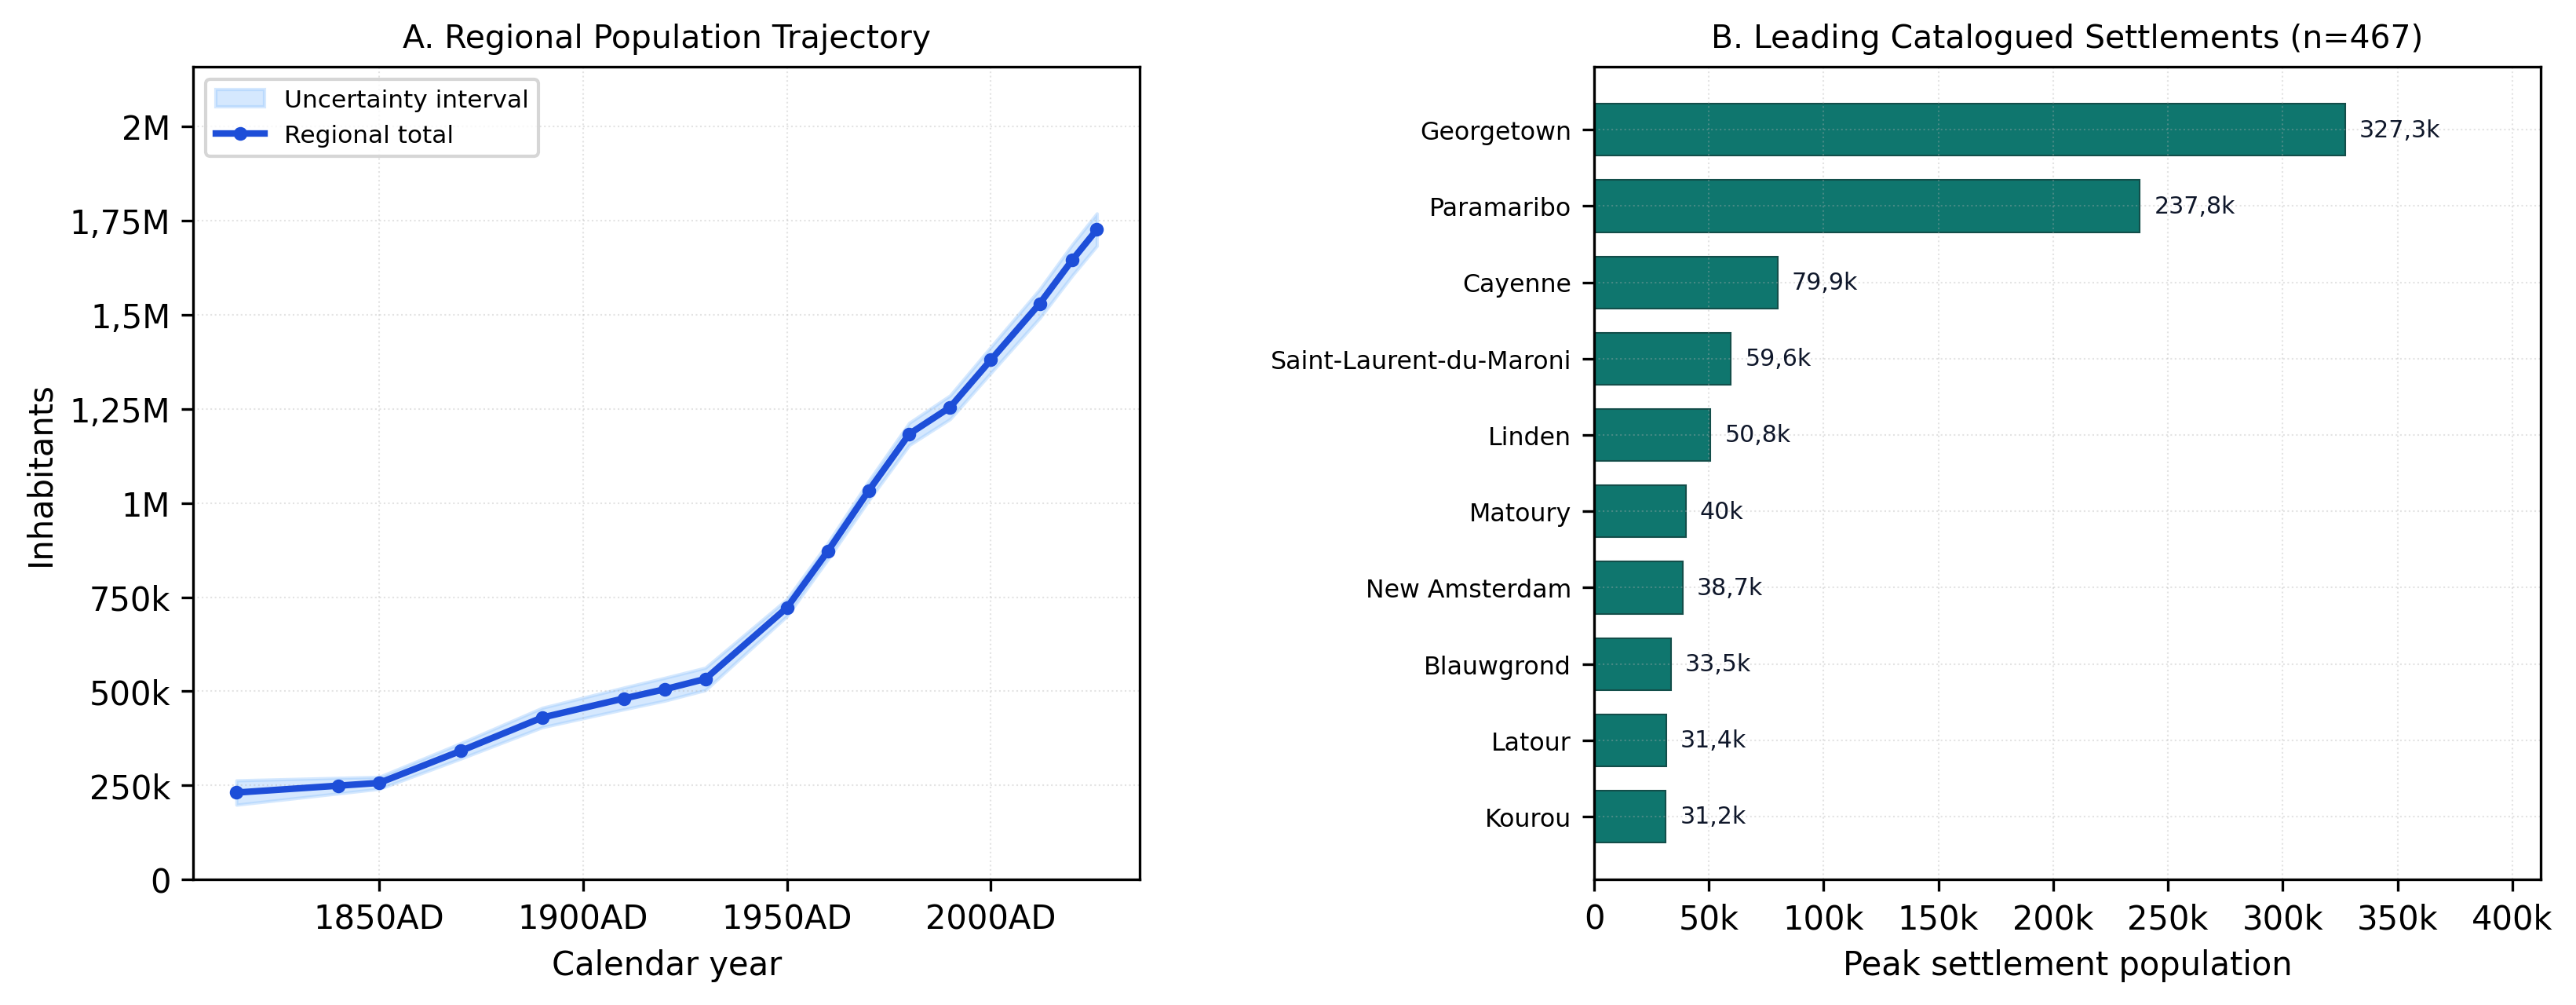 A. Regional Population Trajectory
Uncertainty interval
Regional total
Inhabitants
2M
1,75M
1,5M
1,25M
1M
750k
500k
250k
0
1850AD 1900AD 1950AD 2000AD
Calendar year
B. Leading Catalogued Settlements (n=467)
Georgetown 327,3k
Paramaribo 237,8k
Cayenne 79,9k
Saint-Laurent-du-Maroni 59,6k
Linden 50,8k
Matoury 40k
New Amsterdam 38,7k
Blauwgrond 33,5k
Latour 31,4k
Kourou 31,2k
0 50k 100k 150k 200k 250k 300k 350k 400k
Peak settlement population